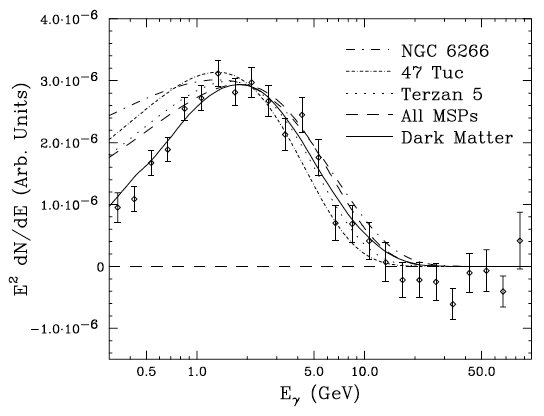 4.0·10⁻⁶
3.0·10⁻⁶
2.0·10⁻⁶
1.0·10⁻⁶
0
−1.0·10⁻⁶
E² dN/dE (Arb. Units)
NGC 6266
47 Tuc
Terzan 5
All MSPs
Dark Matter
0.5 1.0 5.0 10.0 50.0
Eγ (GeV)